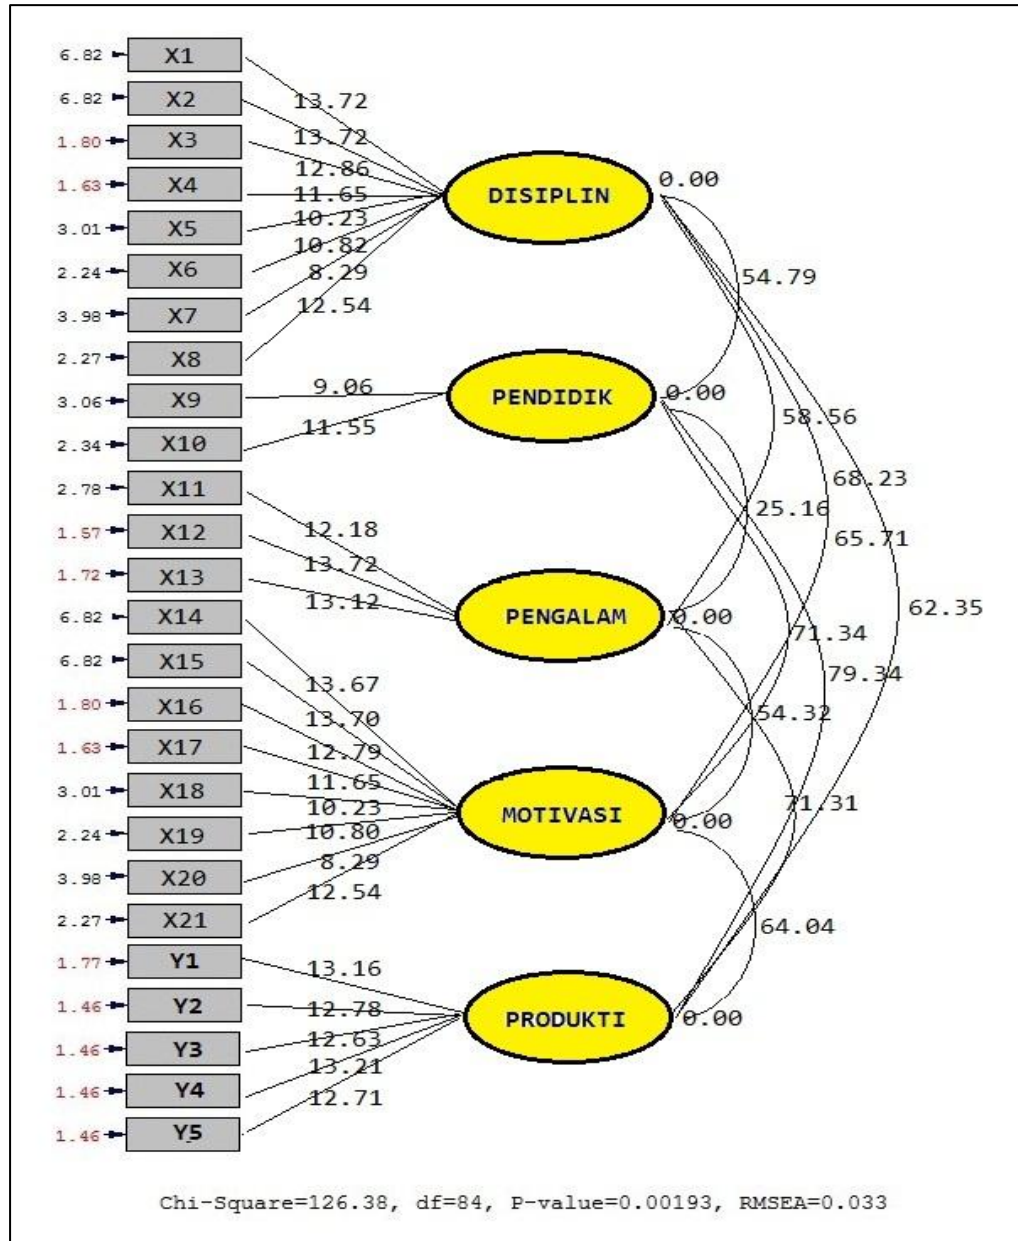 6.82 X1
6.82 X2
1.80 X3
1.63 X4
3.01 X5
2.24 X6
3.98 X7
2.27 X8
3.06 X9
2.34 X10
2.78 X11
1.57 X12
1.72 X13
6.82 X14
6.82 X15
1.80 X16
1.63 X17
3.01 X18
2.24 X19
3.98 X20
2.27 X21
1.77 Y1
1.46 Y2
1.46 Y3
1.46 Y4
1.46 Y5
13.72
13.72
12.86
11.65
10.23
10.82
8.29
12.54
9.06
11.55
12.18
13.72
13.12
13.67
13.70
12.79
11.65
10.23
10.80
8.29
12.54
13.16
12.78
12.63
13.21
12.71
DISIPLIN 0.00
PENDIDIK 0.00
PENGALAM 0.00
MOTIVASI 0.00
PRODUKTI 0.00
54.79
58.56
68.23
25.16
65.71
62.35
71.34
79.34
54.32
71.31
64.04
Chi-Square=126.38, df=84, P-value=0.00193, RMSEA=0.033